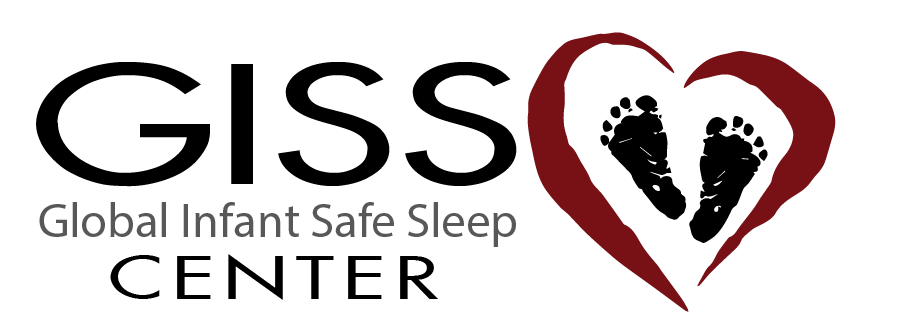 GISS
Global Infant Safe Sleep
CENTER